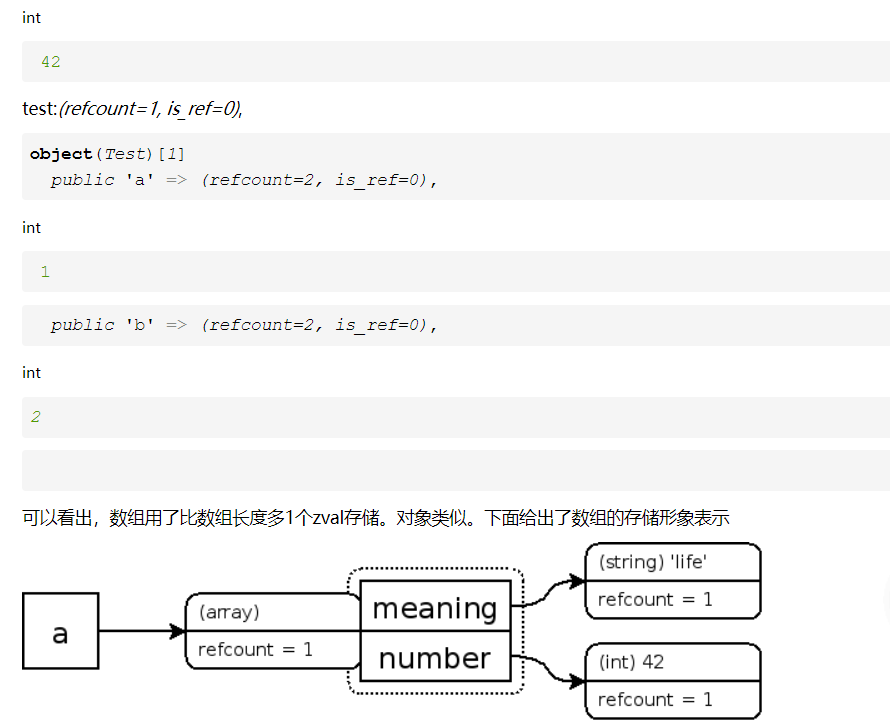 int
42
test:(refcount=1, is_ref=0),
object(Test)[1]
public 'a' => (refcount=2, is_ref=0),
int
1
public 'b' => (refcount=2, is_ref=0),
int
2
可以看出，数组用了比数组长度多1个zval存储。对象类似。下面给出了数组的存储形象表示
a
(array)
refcount = 1
meaning
number
(string) 'life'
refcount = 1
(int) 42
refcount = 1